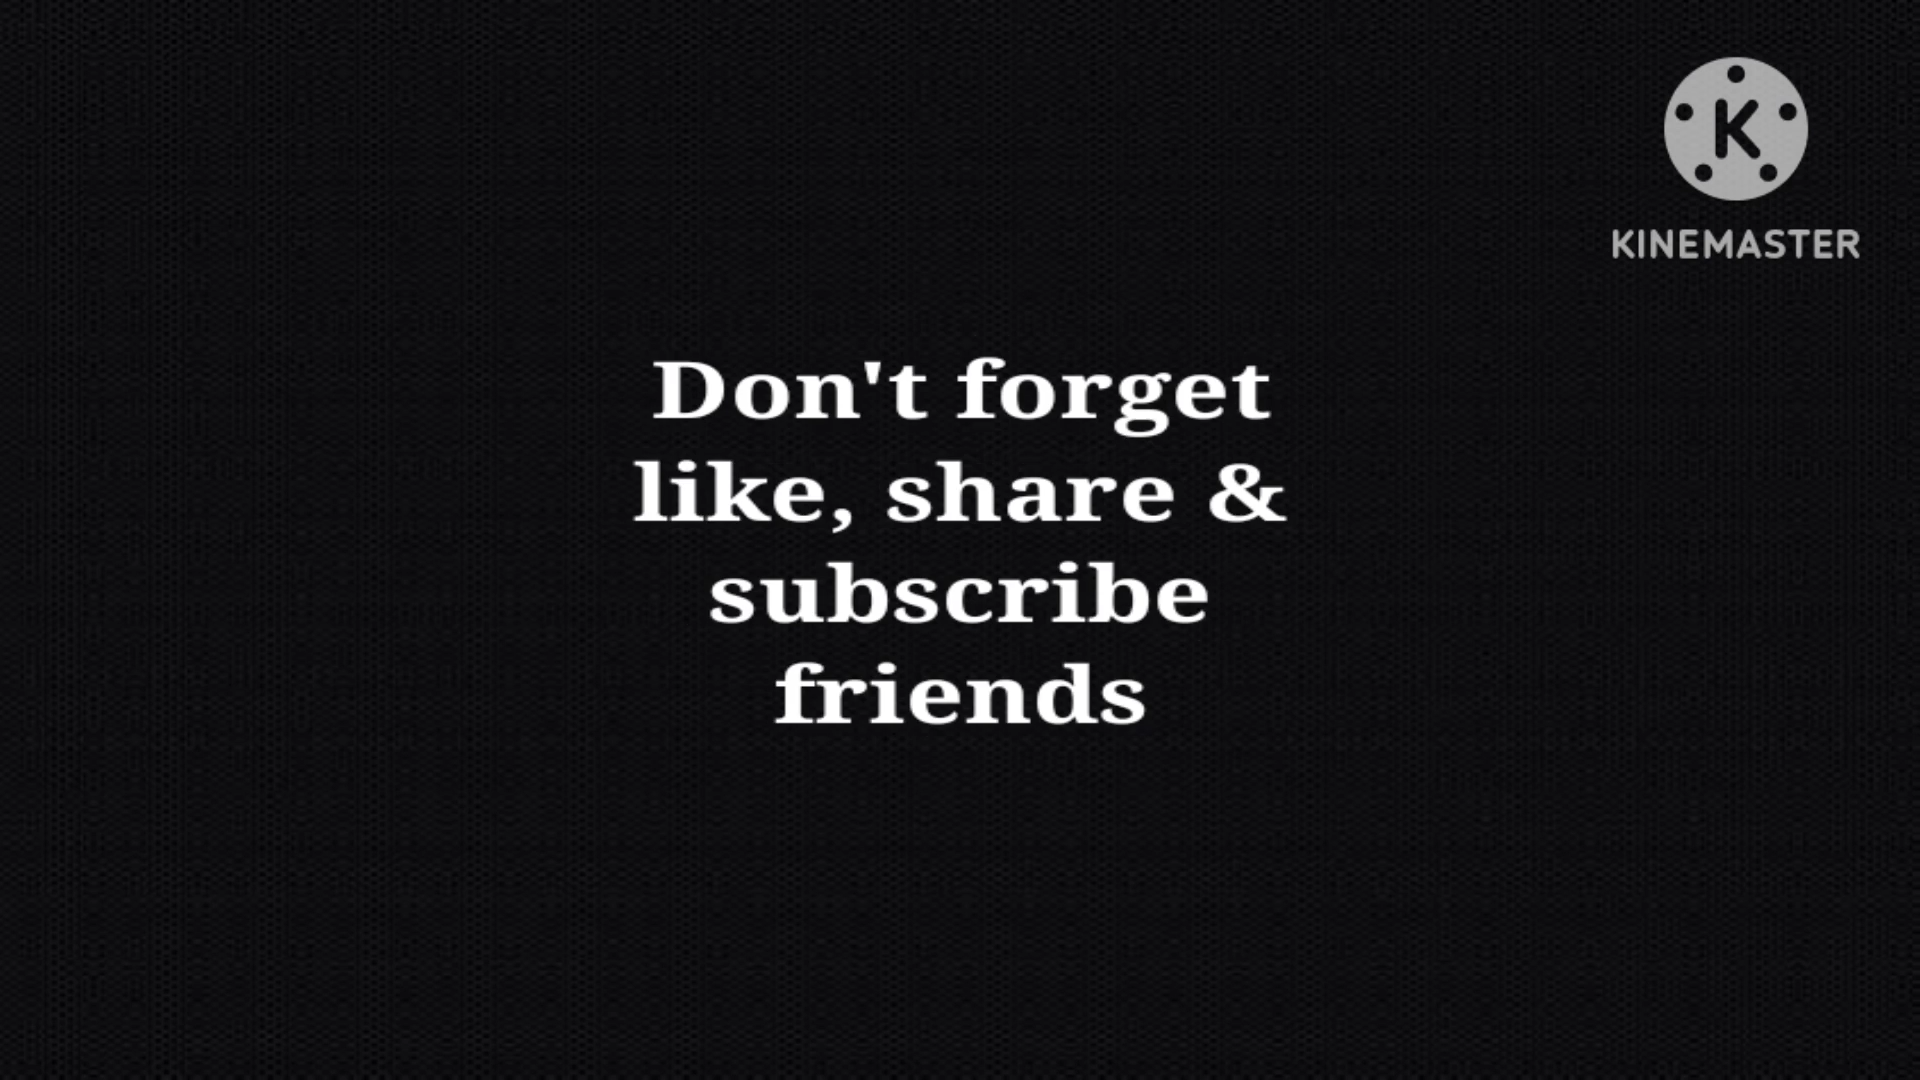 K
KINEMASTER
Don't forget
like, share &
subscribe
friends